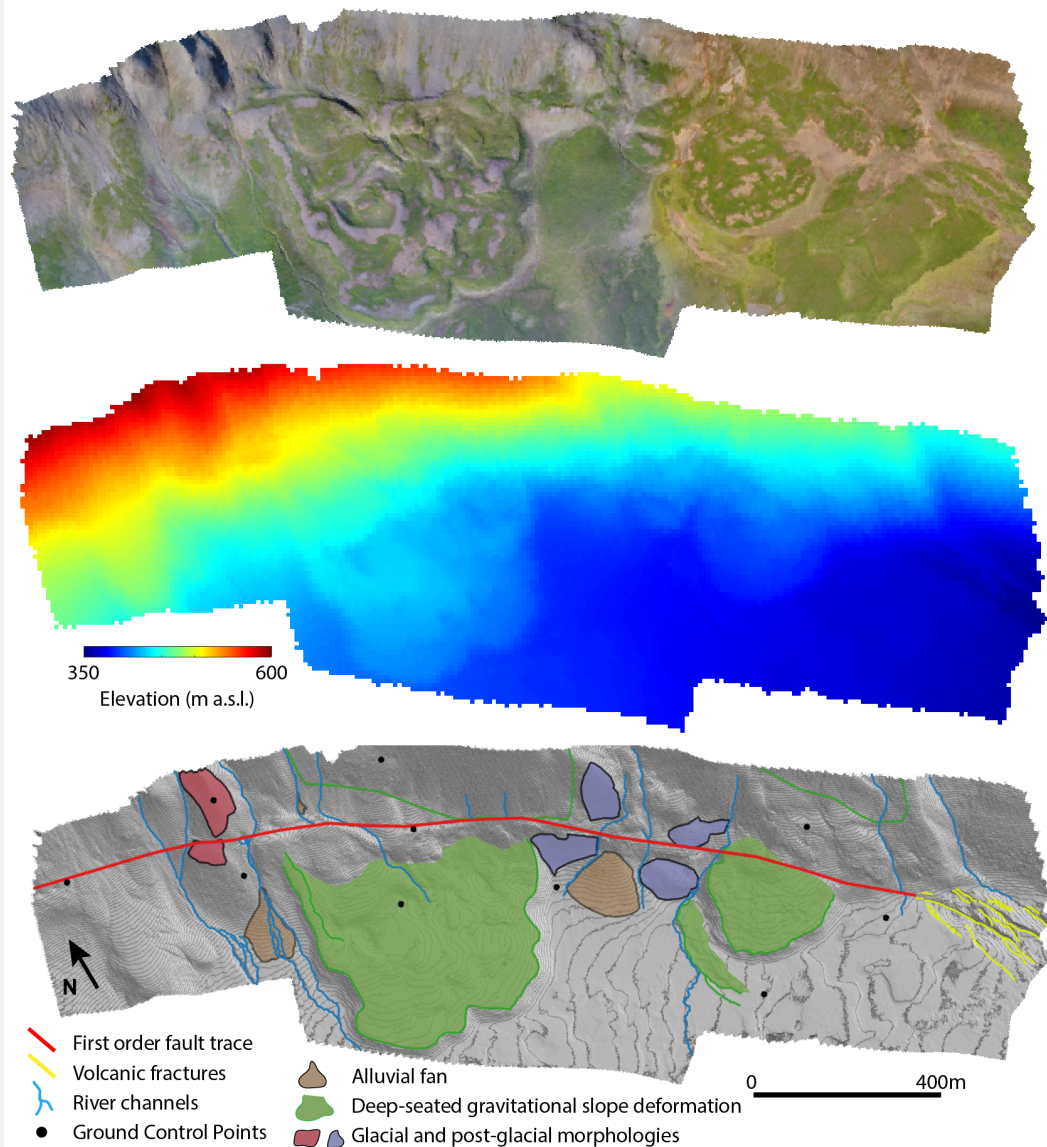 350
600
Elevation (m a.s.l.)
N
First order fault trace
Volcanic fractures
River channels
Ground Control Points
Alluvial fan
Deep-seated gravitational slope deformation
Glacial and post-glacial morphologies
0
400m